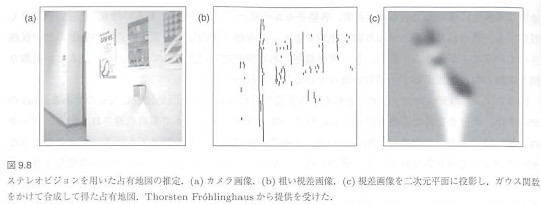 (a)
(b)
(c)
図 9.8
ステレオビジョンを用いた占有地図の推定．(a) カメラ画像．(b) 粗い視差画像．(c) 視差画像を二次元平面に投影し，ガウス関数
をかけて合成して得た占有地図．Thorsten Fröhlinghaus から提供を受けた．